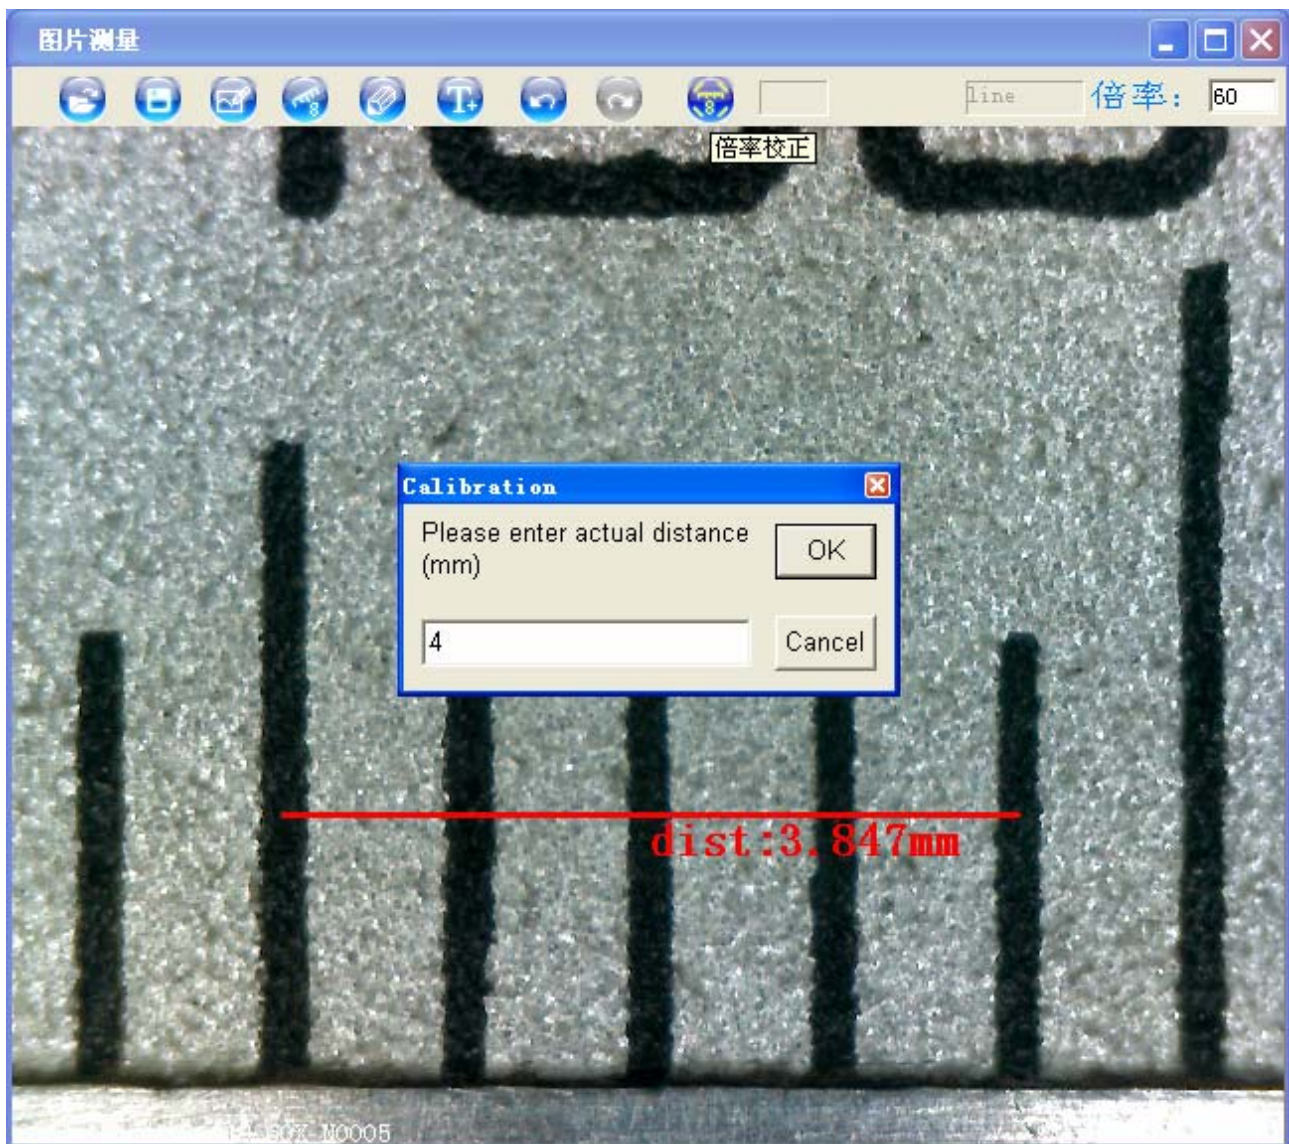 图片测量
line
倍率：
60
倍率校正
Calibration
Please enter actual distance
(mm)
OK
4
Cancel
dist:3.847mm